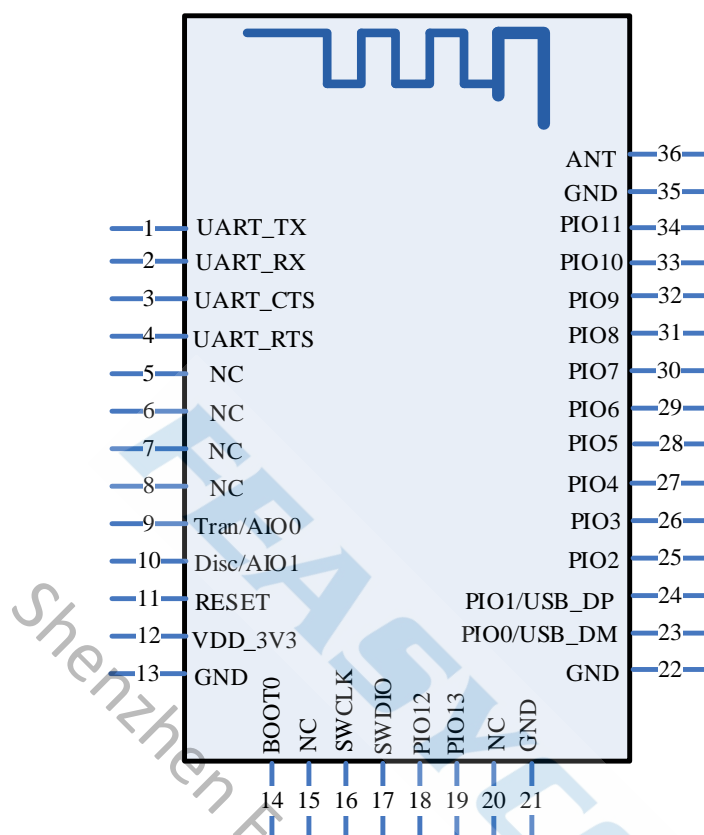 ANT 36
GND 35
1 UART_TX PIO11 34
2 UART_RX PIO10 33
3 UART_CTS PIO9 32
4 UART_RTS PIO8 31
5 NC PIO7 30
6 NC PIO6 29
7 NC PIO5 28
8 NC PIO4 27
9 Tran/AIO0 PIO3 26
10 Disc/AIO1 PIO2 25
11 RESET PIO1/USB_DP 24
12 VDD_3V3 PIO0/USB_DM 23
13 GND GND 22
BOOT0 NC SWCLK SWDIO PIO12 PIO13 NC GND
14 15 16 17 18 19 20 21
Shenzhen
FEASYC